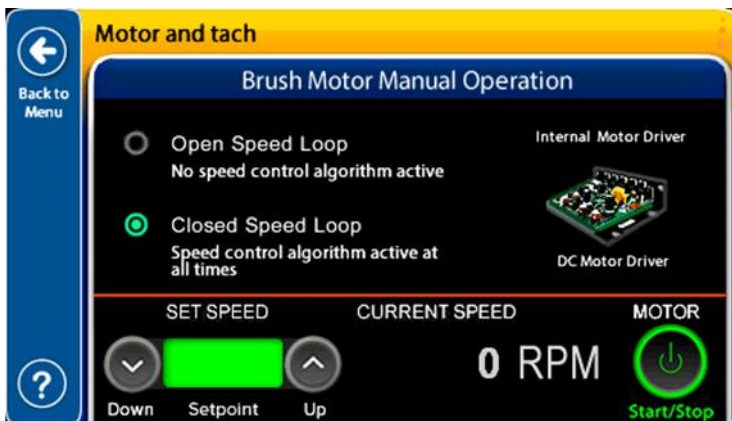 Motor and tach
Back to
Menu
Brush Motor Manual Operation
Open Speed Loop
No speed control algorithm active
Closed Speed Loop
Speed control algorithm active at
all times
Internal Motor Driver
DC Motor Driver
SET SPEED
CURRENT SPEED
MOTOR
0 RPM
Down
Setpoint
Up
Start/Stop
?